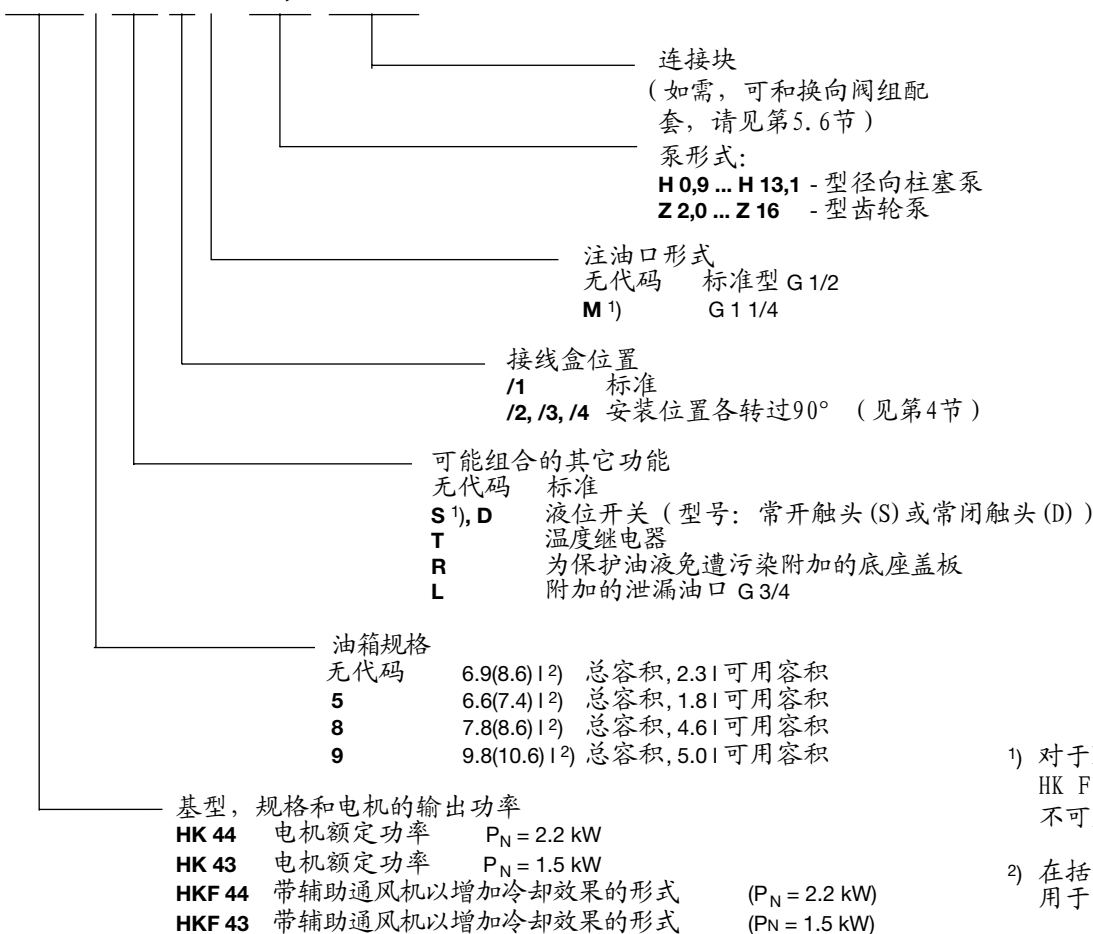 连接块
(如需, 可和换向阀组配
套, 请见第5.6节)
泵形式:
H 0,9 ... H 13,1 - 型径向柱塞泵
Z 2,0 ... Z 16 - 型齿轮泵
注油口形式
无代码 标准型 G 1/2
M 1) G 1 1/4
接线盒位置
/1 标准
/2, /3, /4 安装位置各转过90° (见第4节)
可能组合的其它功能
无代码 标准
S 1), D 液位开关 (型号: 常开触头(S)或常闭触头(D))
T 温度继电器
R 为保护油液免遭污染附加的底座盖板
L 附加的泄漏油口 G 3/4
油箱规格
无代码 6.9(8.6) l 2) 总容积, 2.3 l 可用容积
5 6.6(7.4) l 2) 总容积, 1.8 l 可用容积
8 7.8(8.6) l 2) 总容积, 4.6 l 可用容积
9 9.8(10.6) l 2) 总容积, 5.0 l 可用容积
基型, 规格和电机的输出功率
HK 44 电机额定功率 PN = 2.2 kW
HK 43 电机额定功率 PN = 1.5 kW
HKF 44 带辅助通风机以增加冷却效果的形式 (PN = 2.2 kW)
HKF 43 带辅助通风机以增加冷却效果的形式 (PN = 1.5 kW)
1) 对于
HK F
不可
2) 在括
用于